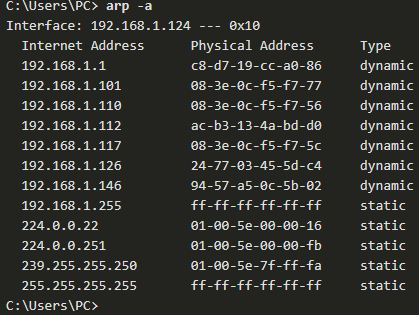 C:\Users\PC> arp -a
Interface: 192.168.1.124 --- 0x10
Internet Address Physical Address Type
192.168.1.1 c8-d7-19-cc-a0-86 dynamic
192.168.1.101 08-3e-0c-f5-f7-77 dynamic
192.168.1.110 08-3e-0c-f5-f7-56 dynamic
192.168.1.112 ac-b3-13-4a-bd-d0 dynamic
192.168.1.117 08-3e-0c-f5-f7-5c dynamic
192.168.1.126 24-77-03-45-5d-c4 dynamic
192.168.1.146 94-57-a5-0c-5b-02 dynamic
192.168.1.255 ff-ff-ff-ff-ff-ff static
224.0.0.22 01-00-5e-00-00-16 static
224.0.0.251 01-00-5e-00-00-fb static
239.255.255.250 01-00-5e-7f-ff-fa static
255.255.255.255 ff-ff-ff-ff-ff-ff static
C:\Users\PC>